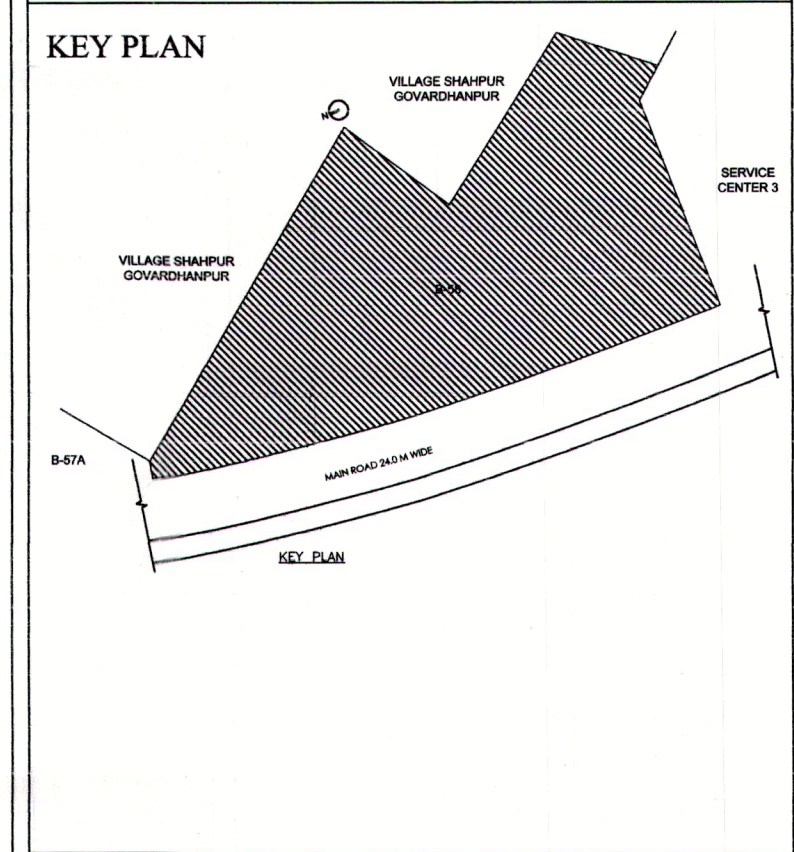 KEY PLAN
VILLAGE SHAHPUR
GOVARDHANPUR
N
SERVICE
CENTER 3
VILLAGE SHAHPUR
GOVARDHANPUR
B-57A
MAIN ROAD 24.0 M WIDE
KEY PLAN